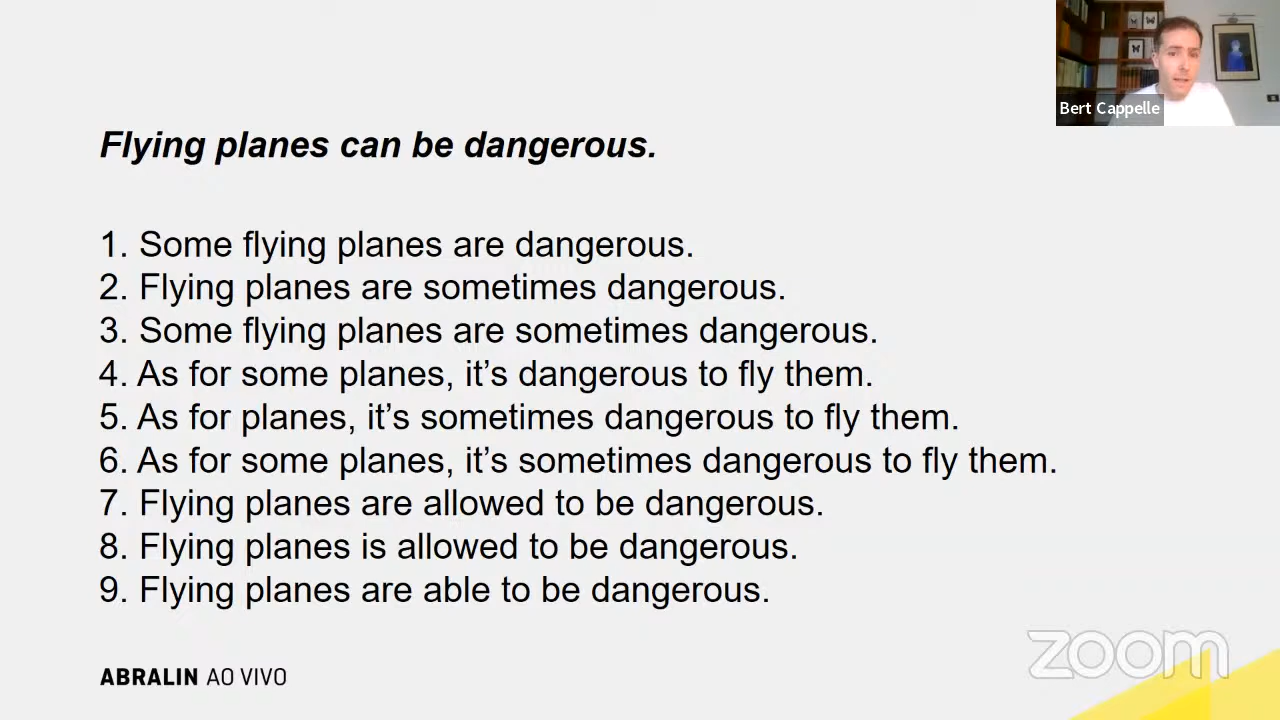 Bert Cappelle
Flying planes can be dangerous.
1. Some flying planes are dangerous.
2. Flying planes are sometimes dangerous.
3. Some flying planes are sometimes dangerous.
4. As for some planes, it’s dangerous to fly them.
5. As for planes, it’s sometimes dangerous to fly them.
6. As for some planes, it’s sometimes dangerous to fly them.
7. Flying planes are allowed to be dangerous.
8. Flying planes is allowed to be dangerous.
9. Flying planes are able to be dangerous.
ABRALIN AO VIVO
zoom